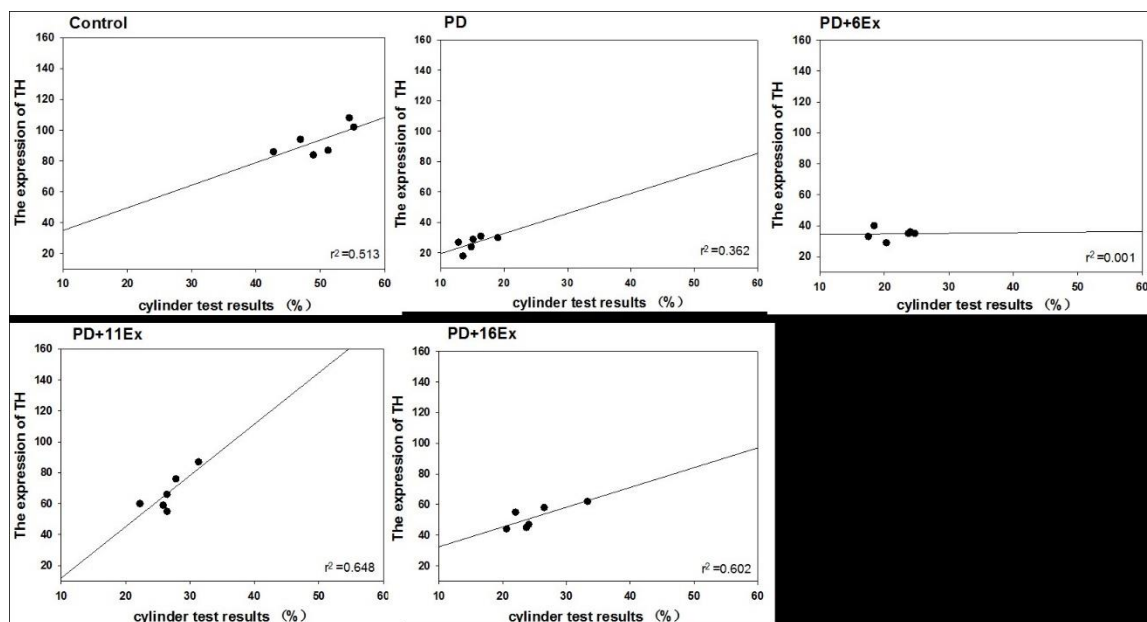 Control
160
140
120
100
80
60
40
20
The expression of TH
r²=0.513
10 20 30 40 50 60
cylinder test results （%）
PD
160
140
120
100
80
60
40
20
The expression of TH
r²=0.362
10 20 30 40 50 60
cylinder test results （%）
PD+6Ex
160
140
120
100
80
60
40
20
The expression of TH
r²=0.001
10 20 30 40 50 60
cylinder test results （%）
PD+11Ex
160
140
120
100
80
60
40
20
The expression of TH
r²=0.648
10 20 30 40 50 60
cylinder test results （%）
PD+16Ex
160
140
120
100
80
60
40
20
The expression of TH
r²=0.602
10 20 30 40 50 60
cylinder test results （%）